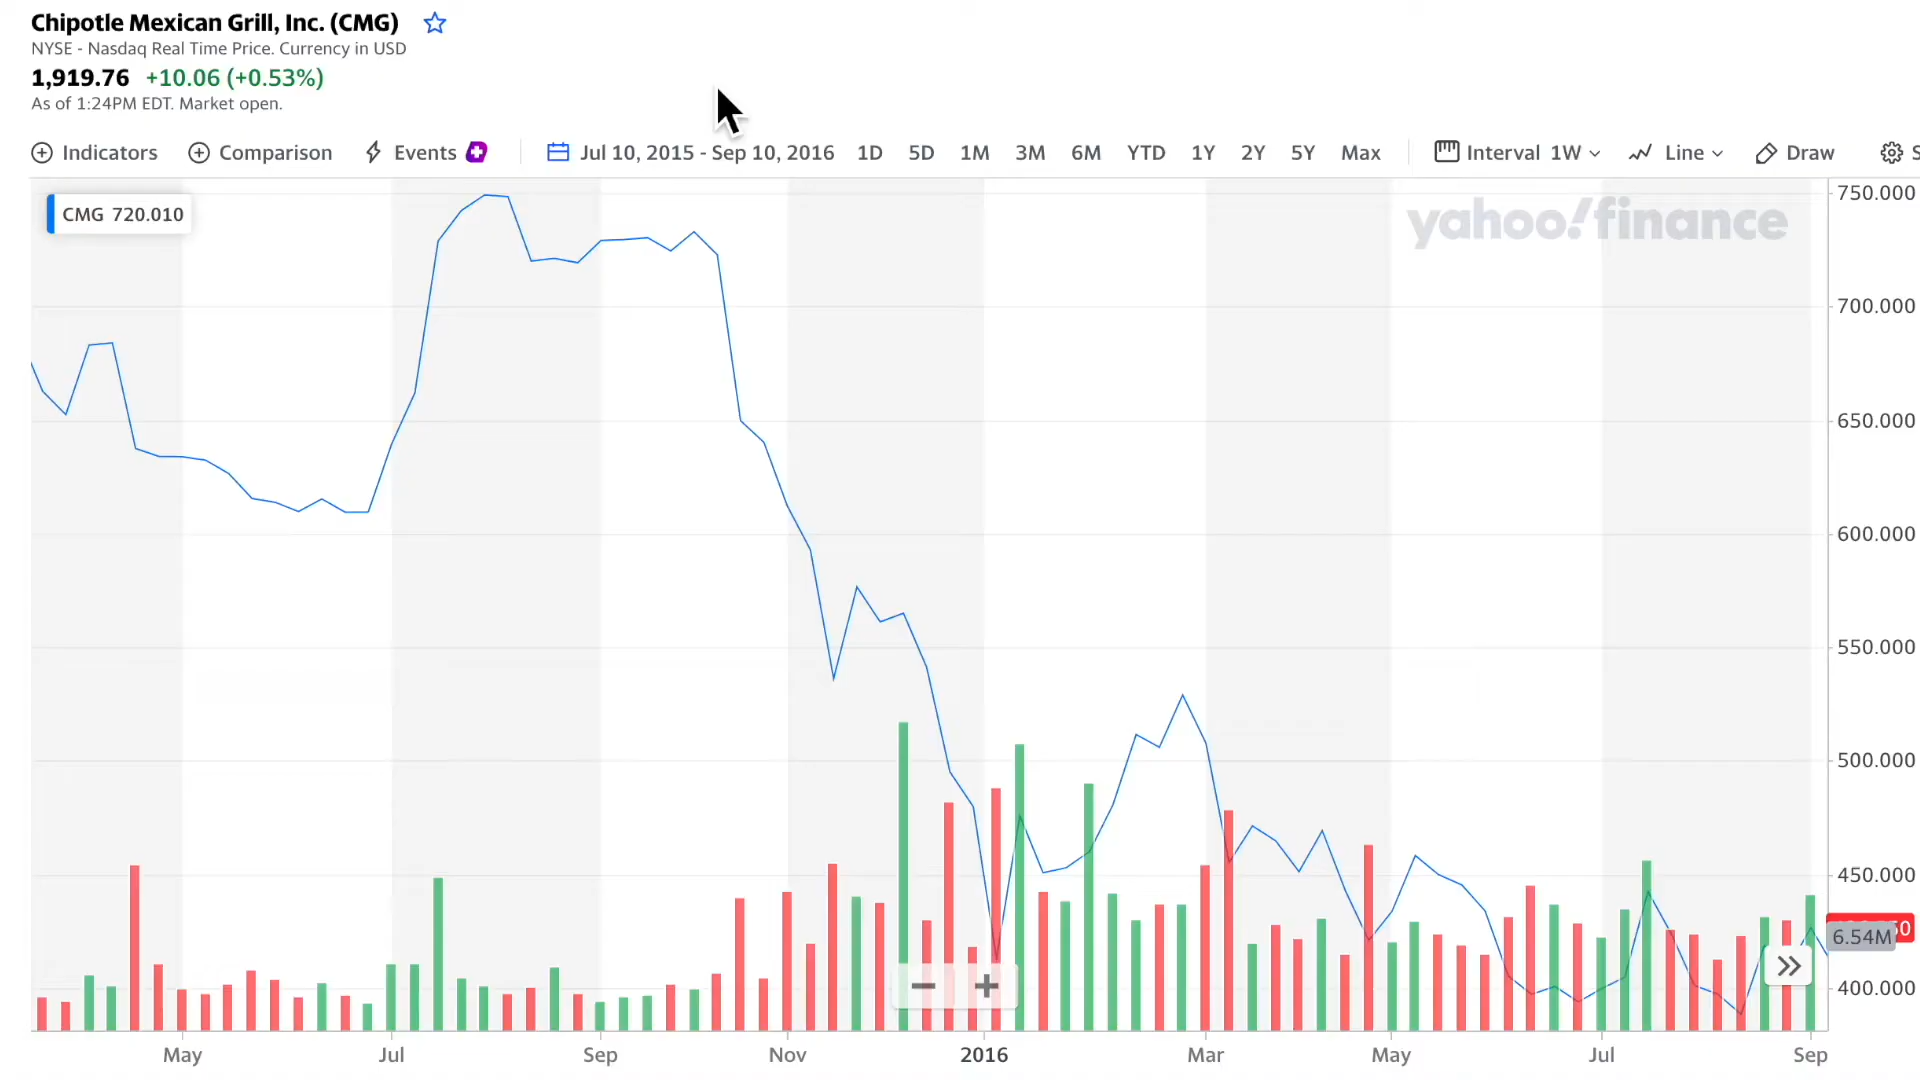 Chipotle Mexican Grill, Inc. (CMG)
NYSE - Nasdaq Real Time Price. Currency in USD
1,919.76 +10.06 (+0.53%)
As of 1:24PM EDT. Market open.
Indicators Comparison Events Jul 10, 2015 - Sep 10, 2016 1D 5D 1M 3M 6M YTD 1Y 2Y 5Y Max Interval 1W Line Draw S
CMG 720.010
yahoo!finance
750.000
700.000
650.000
600.000
550.000
500.000
450.000
6.54M
400.000
May Jul Sep Nov 2016 Mar May Jul Sep